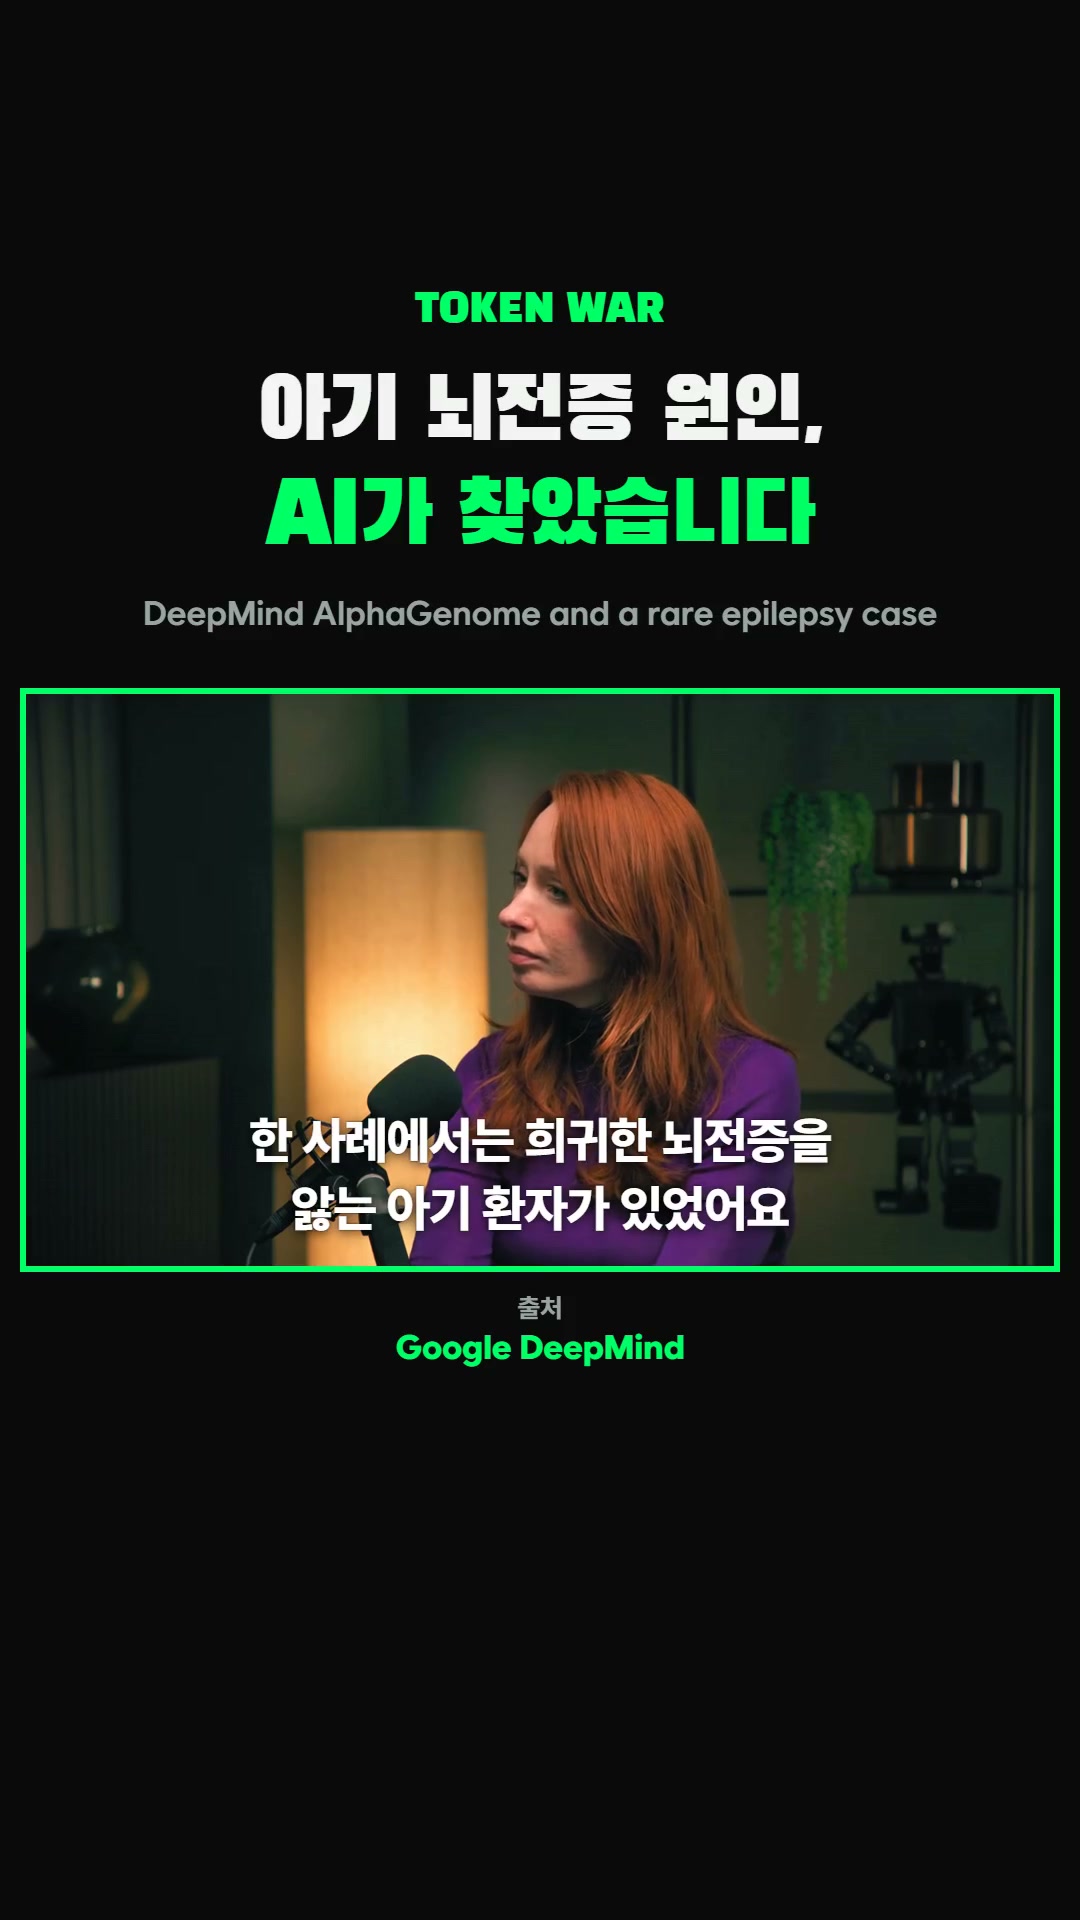 TOKEN WAR
아기 뇌전증 원인,
AI가 찾았습니다
DeepMind AlphaGenome and a rare epilepsy case
한 사례에서는 희귀한 뇌전증을
앓는 아기 환자가 있었어요
출처
Google DeepMind